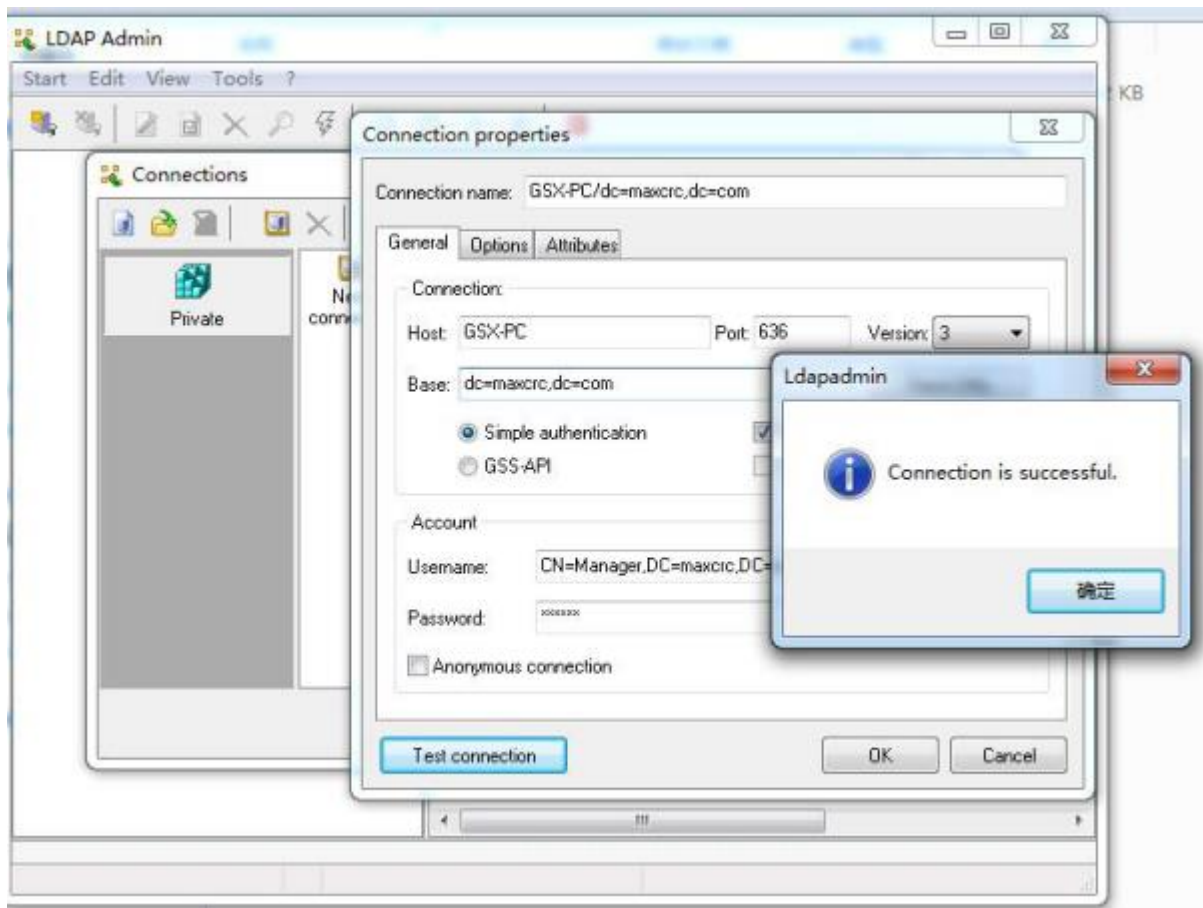 LDAP Admin
Start Edit View Tools ?
KB
Connections
Private
Connection properties
Connection name: GSX-PC/dc=maxcrc,dc=com
General Options Attributes
Connection:
Host: GSX-PC Port: 636 Version: 3
Base: dc=maxcrc,dc=com
Simple authentication
GSS-API
Account
Username: CN=Manager,DC=maxcrc,DC=
Password: xxxxxx
Anonymous connection
Test connection OK Cancel
Ldapadmin
Connection is successful.
确定